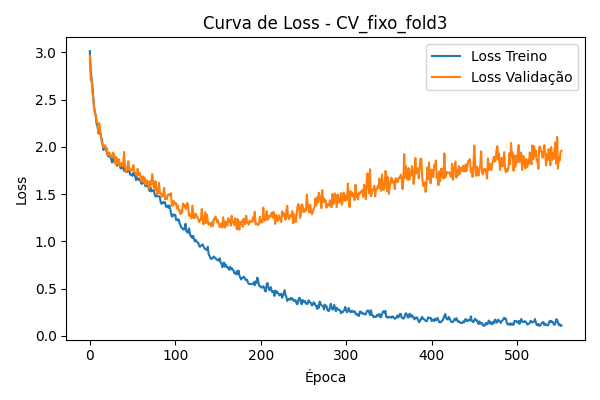 Curva de Loss - CV_fixo_fold3
Loss Treino
Loss Validação
3.0
2.5
2.0
1.5
1.0
0.5
0.0
Loss
0 100 200 300 400 500
Época